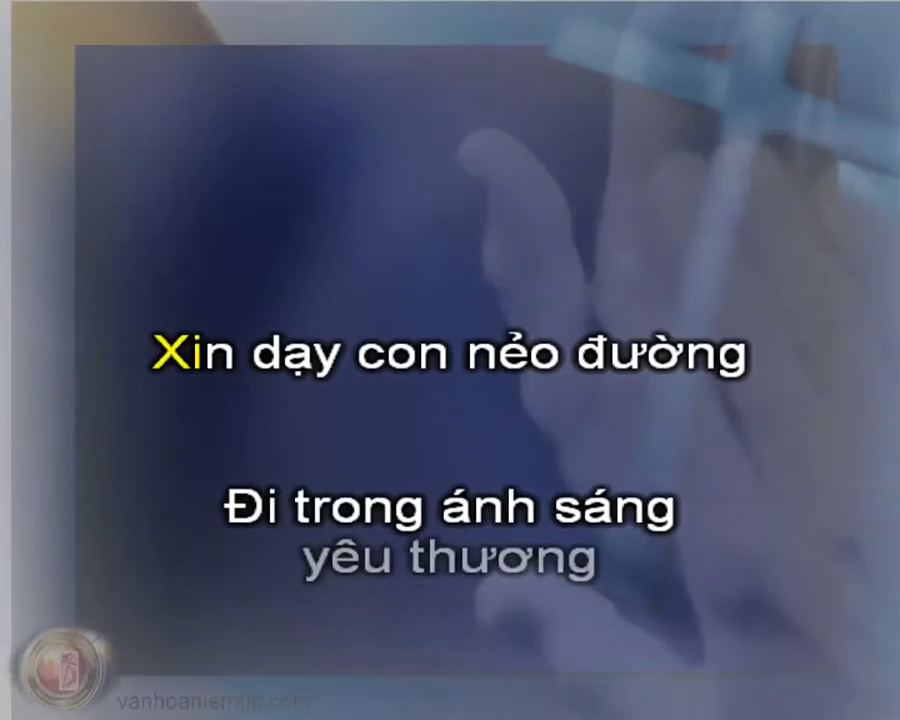 Xin dạy con nẻo đường
Đi trong ánh sáng
yêu thương